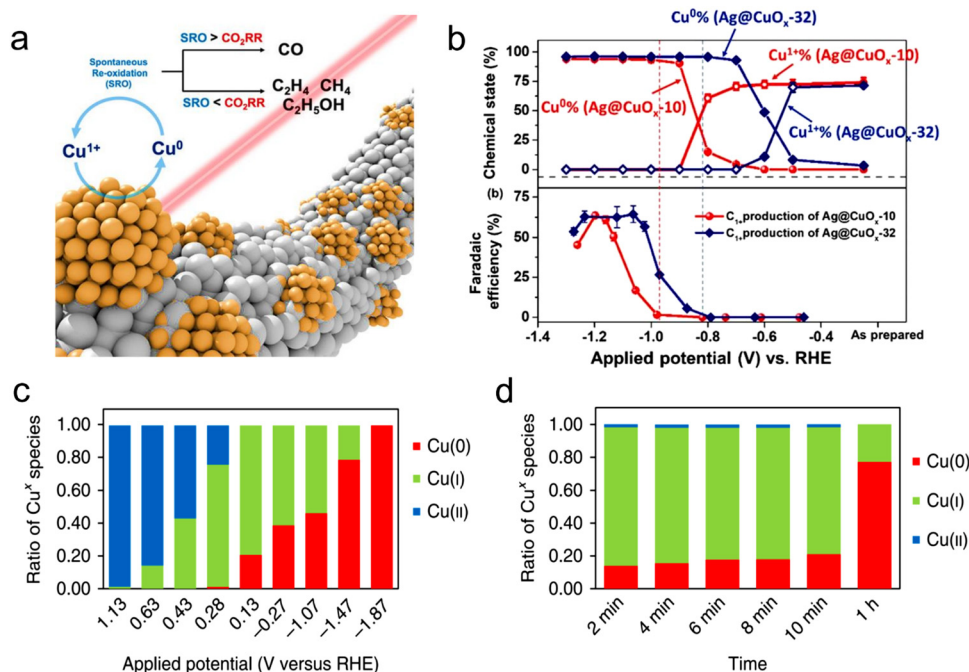 a
SRO > CO₂RR
CO
Spontaneous
Re-oxidation
(SRO)
SRO < CO₂RR
C₂H₄ CH₄
C₂H₅OH
Cu¹⁺
Cu⁰
b
Cu⁰% (Ag@CuOₓ-32)
Cu¹⁺% (Ag@CuOₓ-10)
Cu⁰% (Ag@CuOₓ-10)
Cu¹⁺% (Ag@CuOₓ-32)
Chemical state (%)
100
75
50
25
0
(b)
C₁₊production of Ag@CuOₓ-10
C₁₊production of Ag@CuOₓ-32
Faradaic
efficiency (%)
75
50
25
0
-1.4
-1.2
-1.0
-0.8
-0.6
-0.4
As prepared
Applied potential (V) vs. RHE
c
Ratio of Cuˣ species
1.00
0.80
0.60
0.40
0.20
0.00
Cu(0)
Cu(I)
Cu(II)
1.13
0.63
0.43
0.28
0.13
−0.27
−1.07
−1.47
−1.87
Applied potential (V versus RHE)
d
Ratio of Cuˣ species
1.00
0.80
0.60
0.40
0.20
0.00
Cu(0)
Cu(I)
Cu(II)
2 min
4 min
6 min
8 min
10 min
1 h
Time